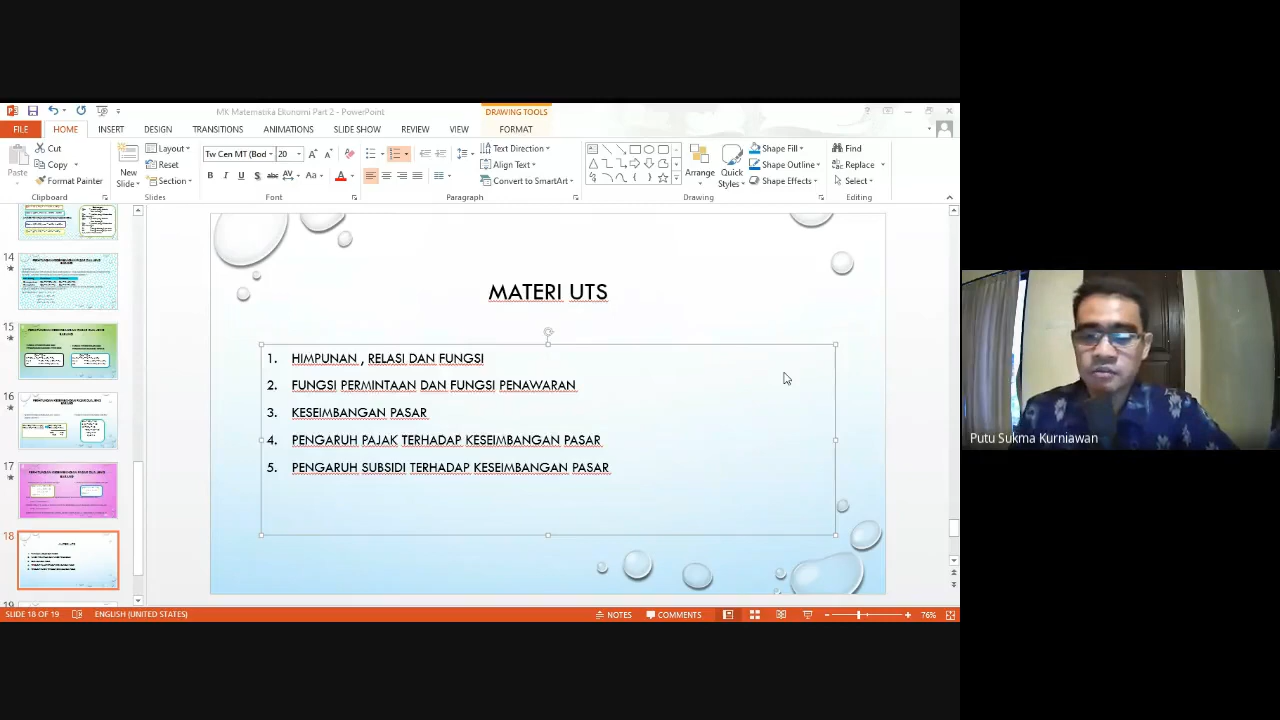 MK Matematika Ekonomi Part 2 - PowerPoint
DRAWING TOOLS
FILE
HOME
INSERT
DESIGN
TRANSITIONS
ANIMATIONS
SLIDE SHOW
REVIEW
VIEW
FORMAT
Paste
Cut
Copy
Format Painter
Clipboard
New
Slide
Layout
Reset
Section
Slides
Tw Cen MT (Bod
20
Font
Text Direction
Align Text
Convert to SmartArt
Paragraph
Arrange
Quick
Styles
Shape Fill
Shape Outline
Shape Effects
Drawing
Find
Replace
Select
Editing
14
15
16
17
18
MATERI UTS
1. HIMPUNAN , RELASI DAN FUNGSI
2. FUNGSI PERMINTAAN DAN FUNGSI PENAWARAN
3. KESEIMBANGAN PASAR
4. PENGARUH PAJAK TERHADAP KESEIMBANGAN PASAR
5. PENGARUH SUBSIDI TERHADAP KESEIMBANGAN PASAR
Putu Sukma Kurniawan
SLIDE 18 OF 19
ENGLISH (UNITED STATES)
NOTES
COMMENTS
76%